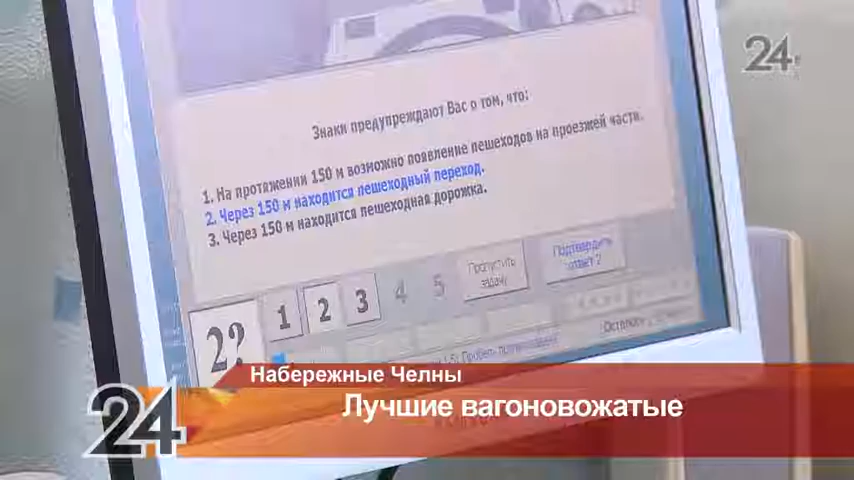 24
Знаки предупреждают Вас о том, что:
1. На протяжении 150 м возможно появление пешеходов на проезжей части.
2. Через 150 м находится пешеходный переход.
3. Через 150 м находится пешеходная дорожка.
Пропустить задачу
Подтвердить ответ 2
2? 1 2 3 4 5
Набережные Челны
24 Лучшие вагоновожатые